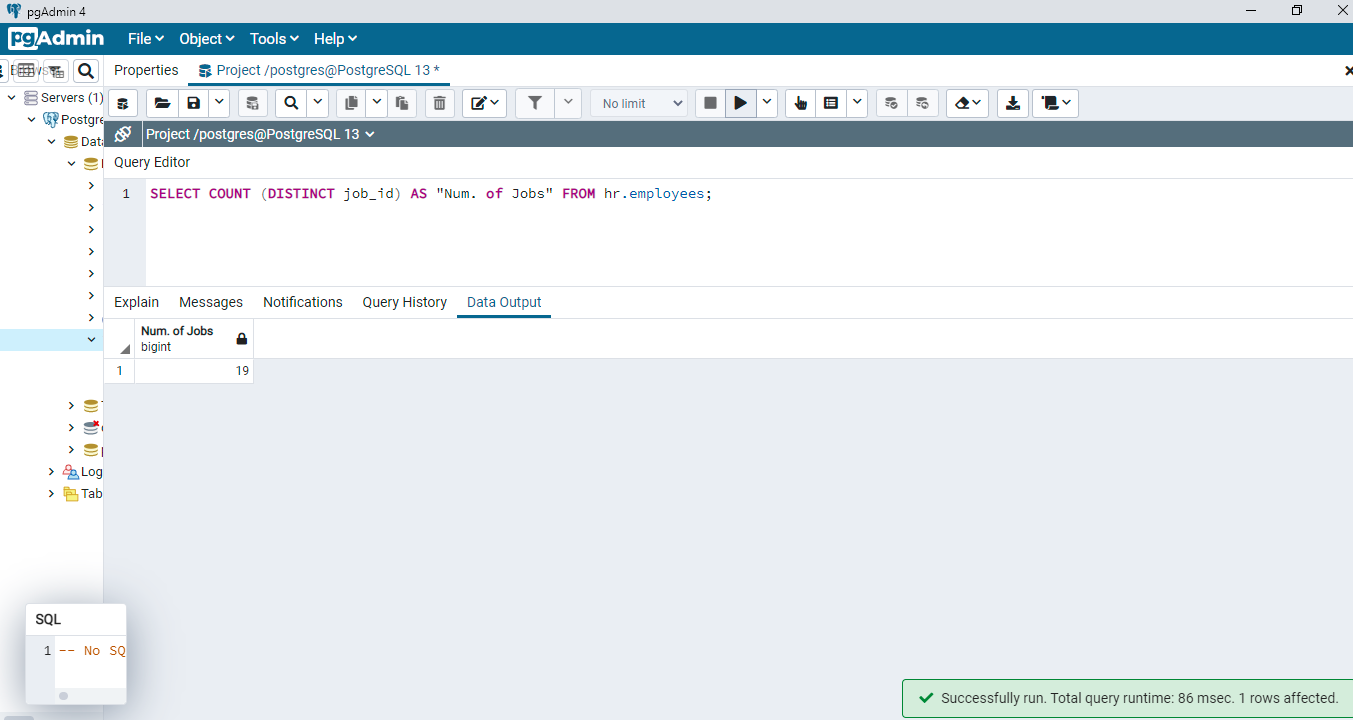 pgAdmin 4
pgAdmin File Object Tools Help
Properties Project /postgres@PostgreSQL 13 *
Servers (1)
No limit
Postgre
Project /postgres@PostgreSQL 13
Data
Query Editor
1 SELECT COUNT (DISTINCT job_id) AS "Num. of Jobs" FROM hr.employees;
Explain Messages Notifications Query History Data Output
Num. of Jobs
bigint
1 19
Log
Tab
SQL
1 -- No SQ
Successfully run. Total query runtime: 86 msec. 1 rows affected.